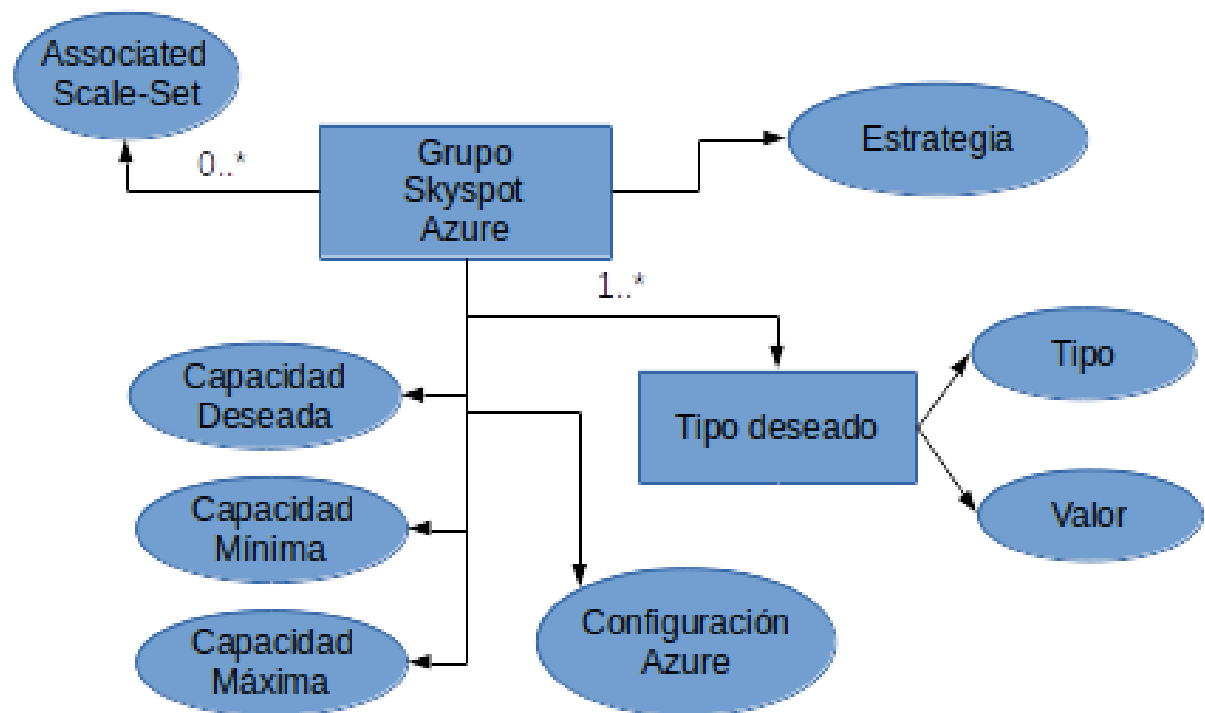 Associated
Scale-Set
0..*
Grupo
Skyspot
Azure
Estrategia
1..*
Capacidad
Deseada
Tipo deseado
Tipo
Valor
Capacidad
Mínima
Configuración
Azure
Capacidad
Máxima